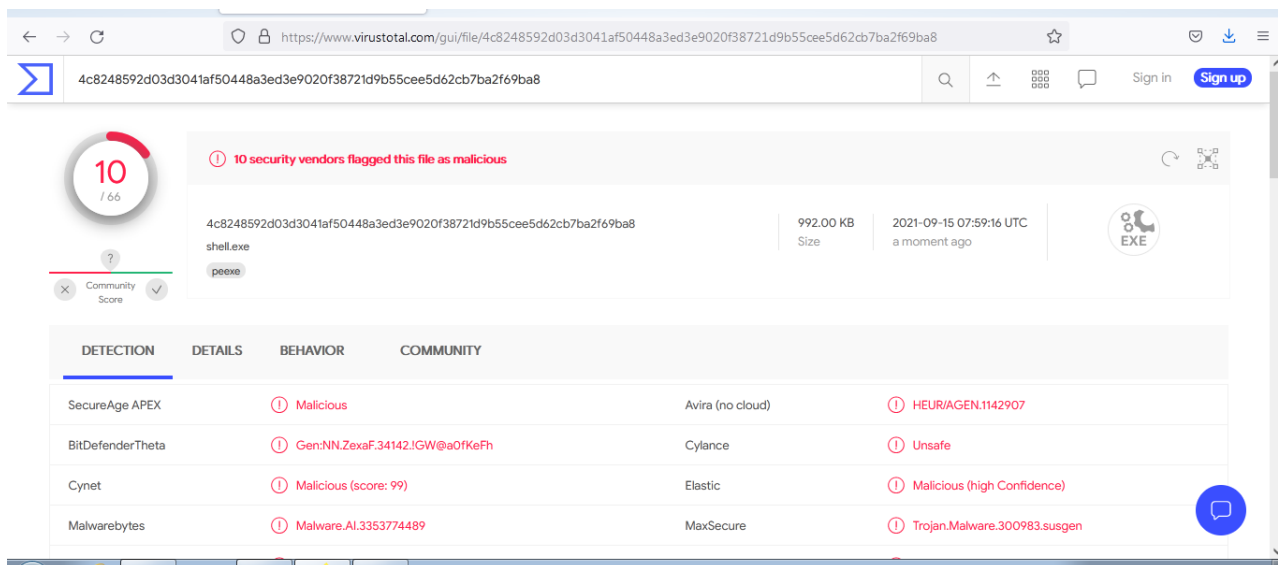 https://www.virustotal.com/gui/file/4c8248592d03d3041af50448a3ed3e9020f38721d9b55cee5d62cb7ba2f69ba8
4c8248592d03d3041af50448a3ed3e9020f38721d9b55cee5d62cb7ba2f69ba8
Sign in
Sign up
10
/ 66
10 security vendors flagged this file as malicious
4c8248592d03d3041af50448a3ed3e9020f38721d9b55cee5d62cb7ba2f69ba8
shell.exe
peexe
992.00 KB
Size
2021-09-15 07:59:16 UTC
a moment ago
EXE
?
Community
Score
DETECTION DETAILS BEHAVIOR COMMUNITY
SecureAge APEX Malicious Avira (no cloud) HEUR/AGEN.1142907
BitDefenderTheta Gen:NN.ZexaF.34142.!GW@a0fKeFh Cylance Unsafe
Cynet Malicious (score: 99) Elastic Malicious (high Confidence)
Malwarebytes Malware.AI.3353774489 MaxSecure Trojan.Malware.300983.susgen